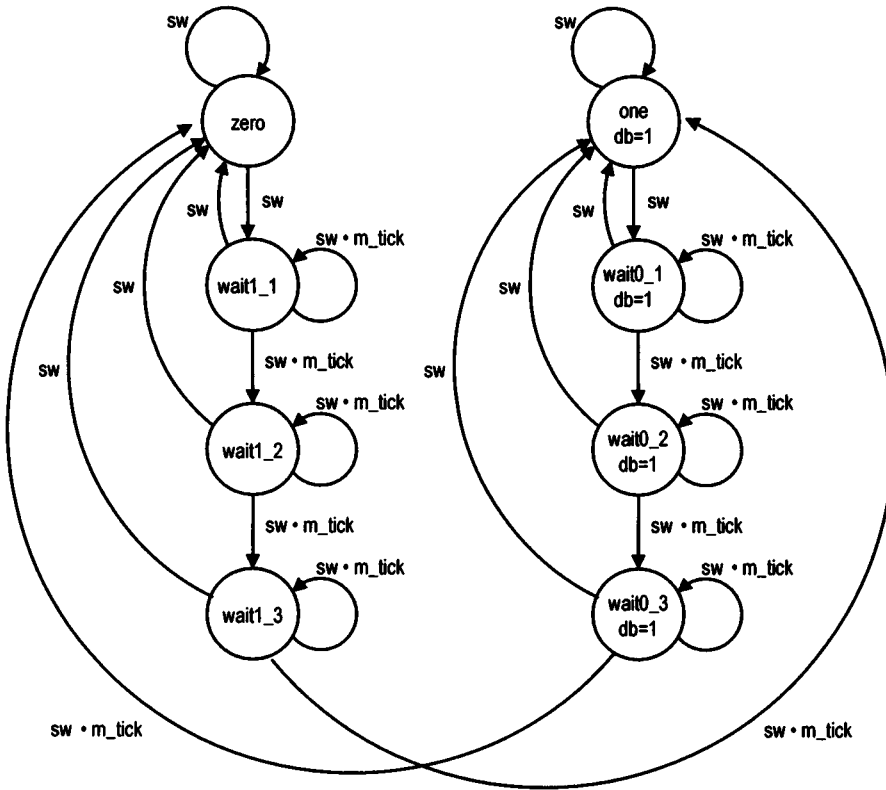 sw
sw
zero
one
db=1
sw
sw
sw
sw
sw • m_tick
sw • m_tick
wait1_1
wait0_1
db=1
sw
sw
sw • m_tick
sw • m_tick
sw
sw
sw • m_tick
sw • m_tick
wait1_2
wait0_2
db=1
sw • m_tick
sw • m_tick
sw • m_tick
sw • m_tick
wait1_3
wait0_3
db=1
sw • m_tick
sw • m_tick